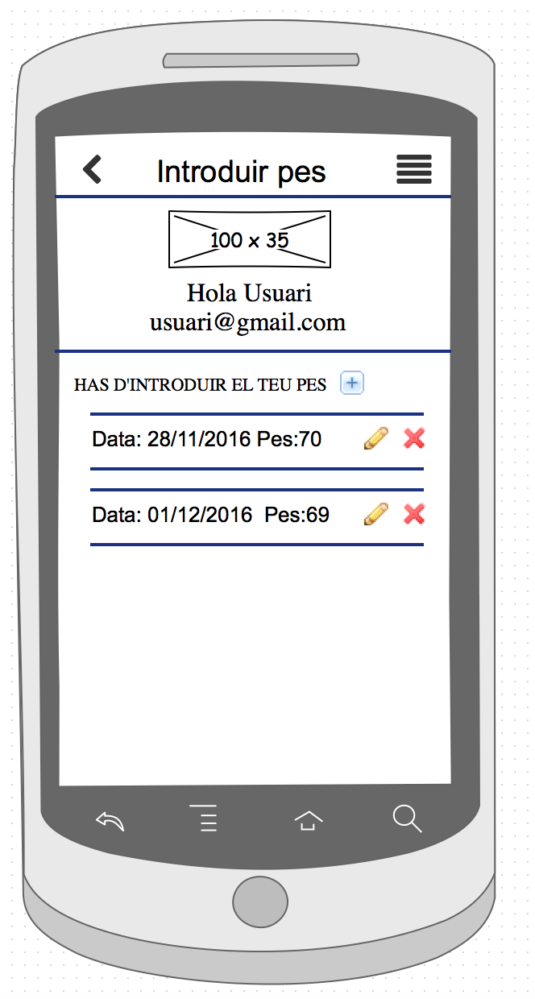 Introduir pes
100 x 35
Hola Usuari
usuari@gmail.com
HAS D'INTRODUIR EL TEU PES
Data: 28/11/2016 Pes:70
Data: 01/12/2016  Pes:69